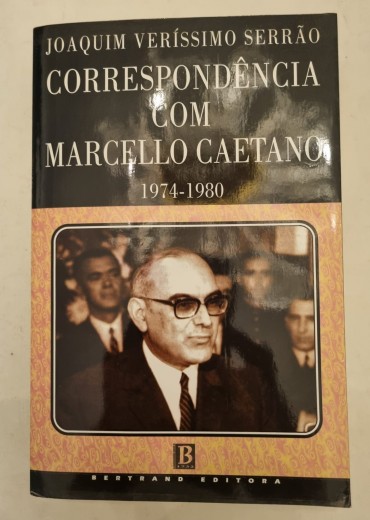 JOAQUIM VERÍSSIMO SERRÃO
CORRESPONDÊNCIA
COM
MARCELLO CAETANO
1974-1980
B
BERTRAND EDITORA